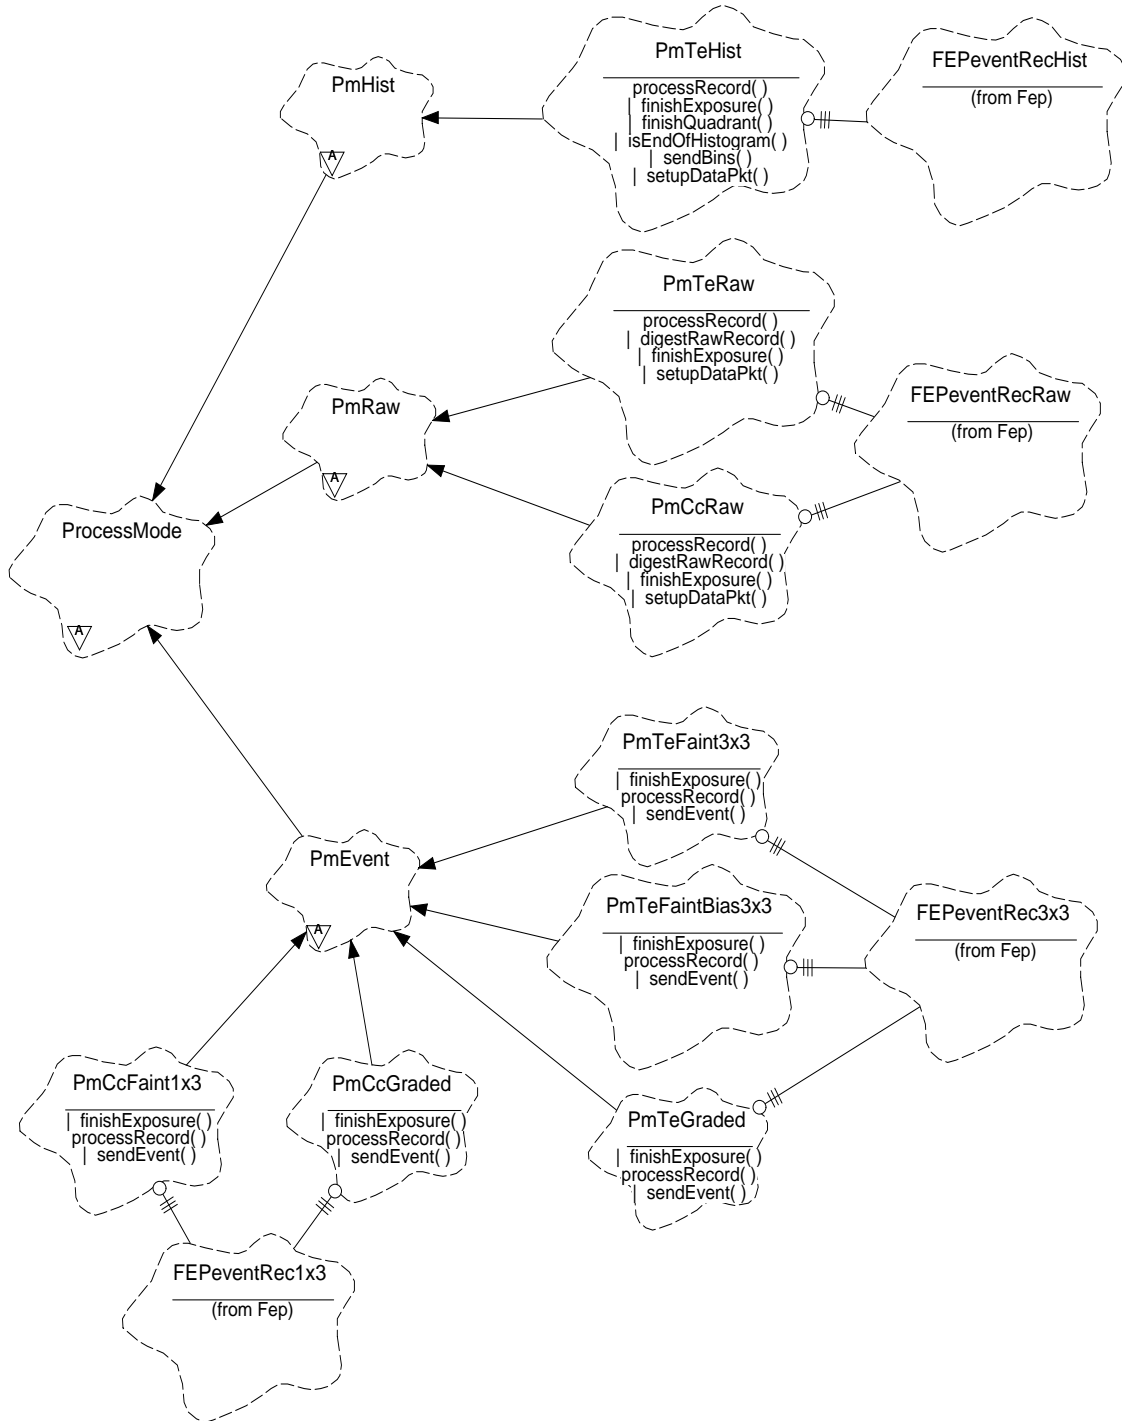 PmTeHist
processRecord( )
| finishExposure( )
| finishQuadrant( )
| isEndOfHistogram( )
| sendBins( )
| setupDataPkt( )
FEPeventRecHist
(from Fep)
PmHist
A
PmTeRaw
processRecord( )
| digestRawRecord( )
| finishExposure( )
| setupDataPkt( )
FEPeventRecRaw
(from Fep)
PmRaw
A
PmCcRaw
processRecord( )
| digestRawRecord( )
| finishExposure( )
| setupDataPkt( )
ProcessMode
A
PmTeFaint3x3
| finishExposure( )
processRecord( )
| sendEvent( )
PmEvent
A
PmTeFaintBias3x3
| finishExposure( )
processRecord( )
| sendEvent( )
FEPeventRec3x3
(from Fep)
PmCcFaint1x3
| finishExposure( )
processRecord( )
| sendEvent( )
PmCcGraded
| finishExposure( )
processRecord( )
| sendEvent( )
PmTeGraded
| finishExposure( )
processRecord( )
| sendEvent( )
FEPeventRec1x3
(from Fep)